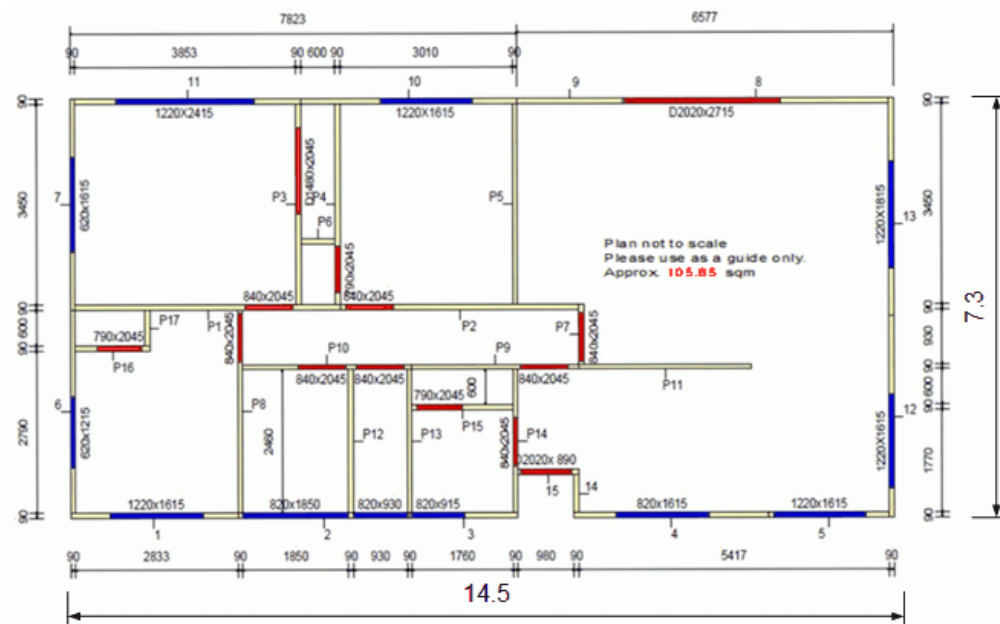 7823
6577
90 3853 90 600 90 3010 90
11
10
9
8
1220X2415
1220X1615
D2020x2715
90
90
7
620x1615
3450
P3
D1480x2045
P4
P6
P5
790x2045
1220X1815
13
3450
Plan not to scale
Please use as a guide only.
Approx. 105.85 sqm
7.3
840x2045
840x2045
90
600
90
P17
P1
790x2045
P16
840x2045
P2
P7
840x2045
90
930
90
P10
P9
840x2045
840x2045
790x2045
600
840x2045
P11
600
90
6
620x1215
2790
P8
2460
P12
P13
P15
840x2045
P14
D2020x 890
15
14
12
1220X1615
1770
90
1220x1615
820x1850
820x930
820x915
820x1615
1220x1615
90
1
2
3
4
5
90 2833 90 1850 90 930 90 1760 90 980 90 5417 90
14.5